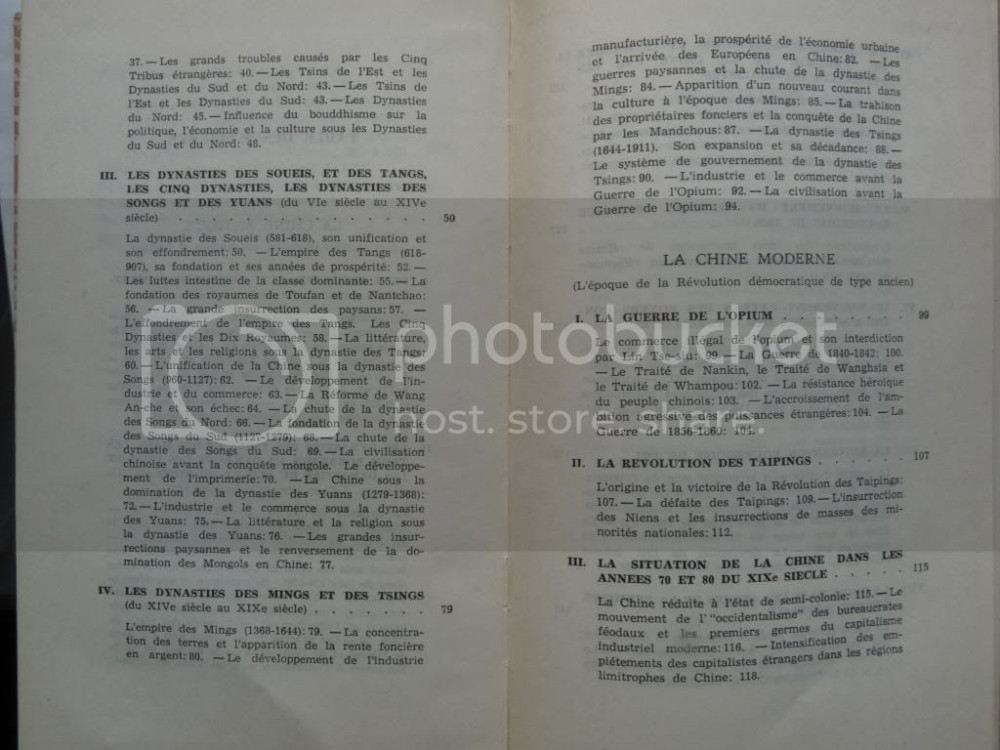 37. — Les grands troubles causés par les Cinq
Tribus étrangères: 40. — Les Tsins de l'Est et les
Dynasties du Sud et du Nord: 43. — Les Tsins de
l'Est et les Dynasties du Sud: 43. — Les Dynasties
du Nord: 45. — Influence du bouddhisme sur la
politique, l'économie et la culture sous les Dynasties
du Sud et du Nord: 48.
III. LES DYNASTIES DES SOUEIS, ET DES TANGS,
LES CINQ DYNASTIES, LES DYNASTIES DES
SONGS ET DES YUANS (du VIe siècle au XIVe
siècle) . . . . . . . . . . . . . . . 50
La dynastie des Soueis (581-618), son unification et
son effondrement: 50. — L'empire des Tangs (618-
907), sa fondation et ses années de prospérité: 52. —
Les luttes intestine de la classe dominante: 55. — La
fondation des royaumes de Toufan et de Nantchao:
56. — La grande insurrection des paysans: 57. —
L'effondrement de l'empire des Tangs. Les Cinq
Dynasties et les Dix Royaumes: 58. — La littérature,
les arts et les religions sous la dynastie des Tangs:
60. — L'unification de la Chine sous la dynastie des
Songs (960-1127): 62. — Le développement de l'in-
dustrie et du commerce: 63. — La Réforme de Wang
An-che et son échec: 64. — La chute de la dynastie
des Songs du Nord: 66. — La fondation de la dynastie
des Songs du Sud (1127-1279): 68. — La chute de la
dynastie des Songs du Sud: 69. — La civilisation
chinoise avant la conquête mongole. Le développe-
ment de l'imprimerie: 70. — La Chine sous la
domination de la dynastie des Yuans (1279-1368):
72. — L'industrie et le commerce sous la dynastie
des Yuans: 75. — La littérature et la religion sous
la dynastie des Yuans: 76. — Les grandes insur-
rections paysannes et le renversement de la do-
mination des Mongols en Chine: 77.
IV. LES DYNASTIES DES MINGS ET DES TSINGS
(du XIVe siècle au XIXe siècle) . . . . . . . 79
L'empire des Mings (1368-1644): 79. — La concentra-
tion des terres et l'apparition de la rente foncière
en argent: 80. — Le développement de l'industrie
manufacturière, la prospérité de l'économie urbaine
et l'arrivée des Européens en Chine: 82. — Les
guerres paysannes et la chute de la dynastie des
Mings: 84. — Apparition d'un nouveau courant dans
la culture à l'époque des Mings: 85. — La trahison
des propriétaires fonciers et la conquête de la Chine
par les Mandchous: 87. — La dynastie des Tsings
(1644-1911). Son expansion et sa décadance: 88. —
Le système de gouvernement de la dynastie des
Tsings: 90. — L'industrie et le commerce avant la
Guerre de l'Opium: 92. — La civilisation avant la
Guerre de l'Opium: 94.
LA CHINE MODERNE
(L'époque de la Révolution démocratique de type ancien)
I. LA GUERRE DE L'OPIUM . . . . . . . . 99
Le commerce illégal de l'opium et son interdiction
par Lin Tse-siu: 99. — La Guerre de 1840-1842: 100.
— Le Traité de Nankin, le Traité de Wanghsia et
le Traité de Whampou: 102. — La résistance héroïque
du peuple chinois: 103. — L'accroissement de l'am-
bition agressive des puissances étrangères: 104. — La
Guerre de 1856-1860: 104.
II. LA REVOLUTION DES TAIPINGS . . . . . . 107
L'origine et la victoire de la Révolution des Taipings:
107. — La défaite des Taipings: 109. — L'insurrection
des Niens et les insurrections de masses des mi-
norités nationales: 112.
III. LA SITUATION DE LA CHINE DANS LES
ANNEES 70 ET 80 DU XIXe SIECLE . . . . . 115
La Chine réduite à l'état de semi-colonie: 115. — Le
mouvement de l'"occidentalisme" des bureaucrates
féodaux et les premiers germes du capitalisme
industriel moderne: 116. — Intensification des em-
piétements des capitalistes étrangers dans les régions
limitrophes de Chine: 118.
photobucket
host. store. share.